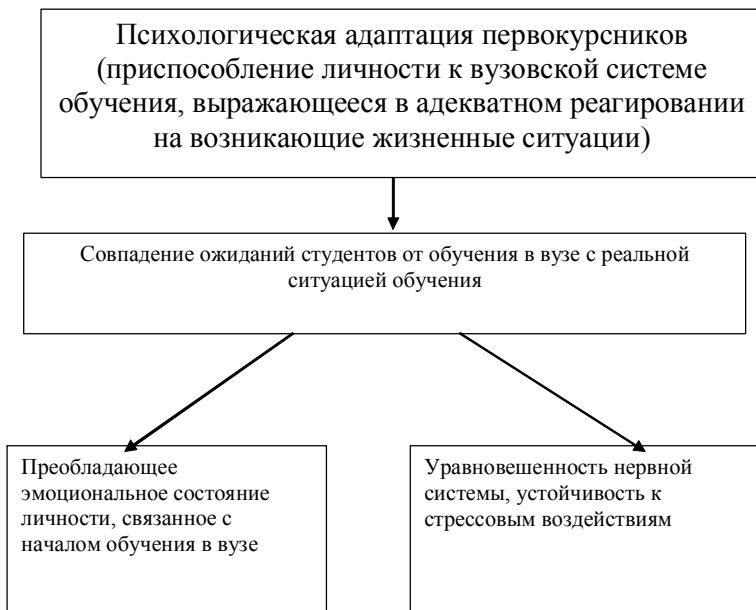 Психологическая адаптация первокурсников
(приспособление личности к вузовской системе
обучения, выражающееся в адекватном реагировании
на возникающие жизненные ситуации)
Совпадение ожиданий студентов от обучения в вузе с реальной
ситуацией обучения
Преобладающее
эмоциональное состояние
личности, связанное с
началом обучения в вузе
Уравновешенность нервной
системы, устойчивость к
стрессовым воздействиям